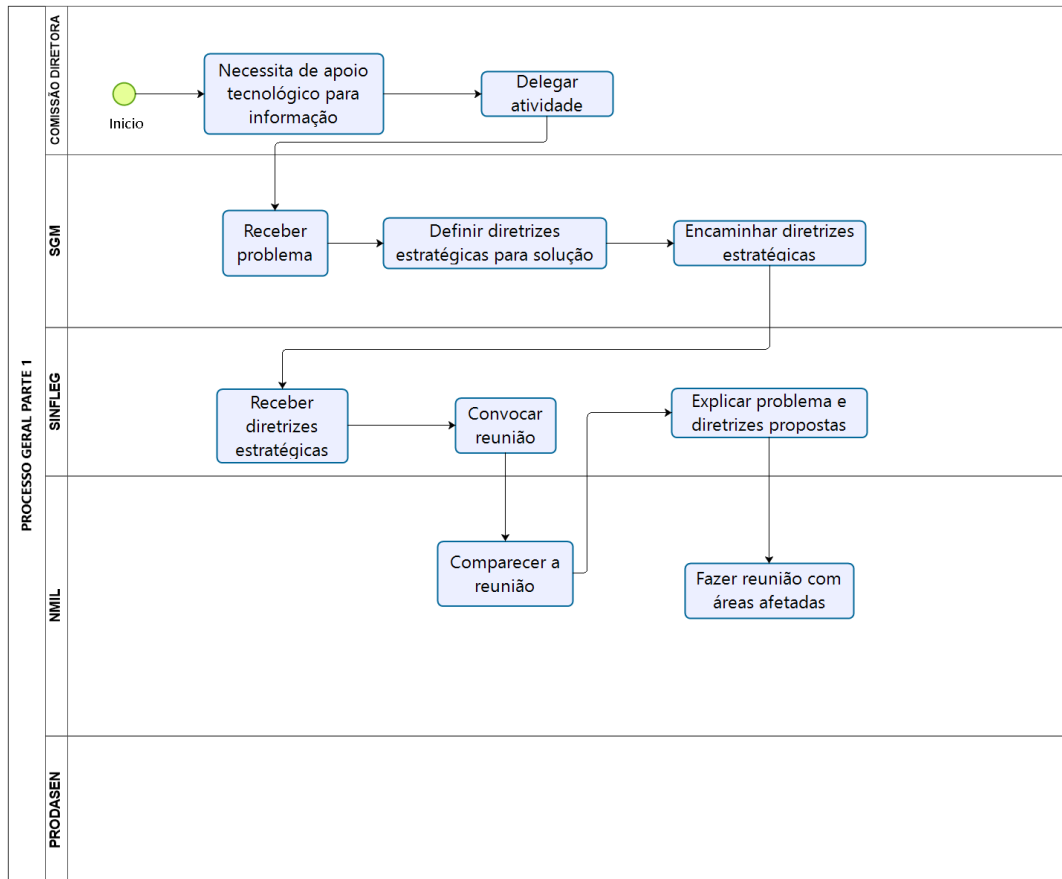 PROCESSO GERAL PARTE 1
COMISSÃO DIRETORA
Inicio
Necessita de apoio
tecnológico para
informação
Delegar
atividade
SGM
Receber
problema
Definir diretrizes
estratégicas para solução
Encaminhar diretrizes
estratégicas
SINFLEG
Receber
diretrizes
estratégicas
Convocar
reunião
Explicar problema e
diretrizes propostas
NMIL
Comparecer a
reunião
Fazer reunião com
áreas afetadas
PRODASEN